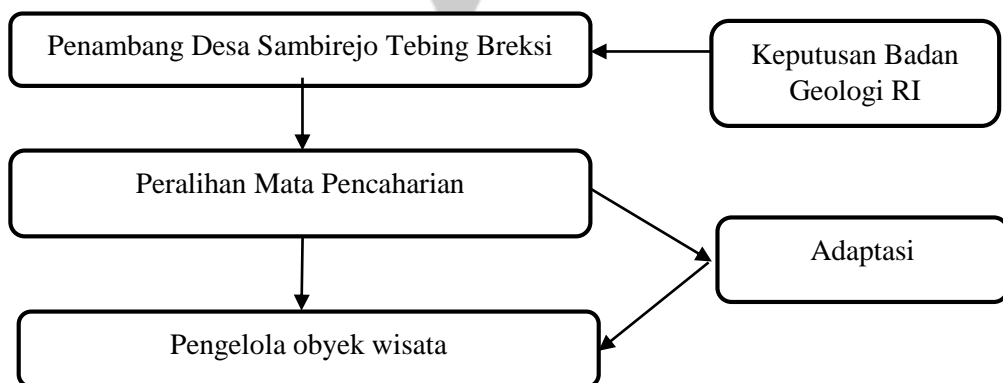 Penambang Desa Sambirejo Tebing Breksi
Keputusan Badan
Geologi RI
Peralihan Mata Pencaharian
Adaptasi
Pengelola obyek wisata